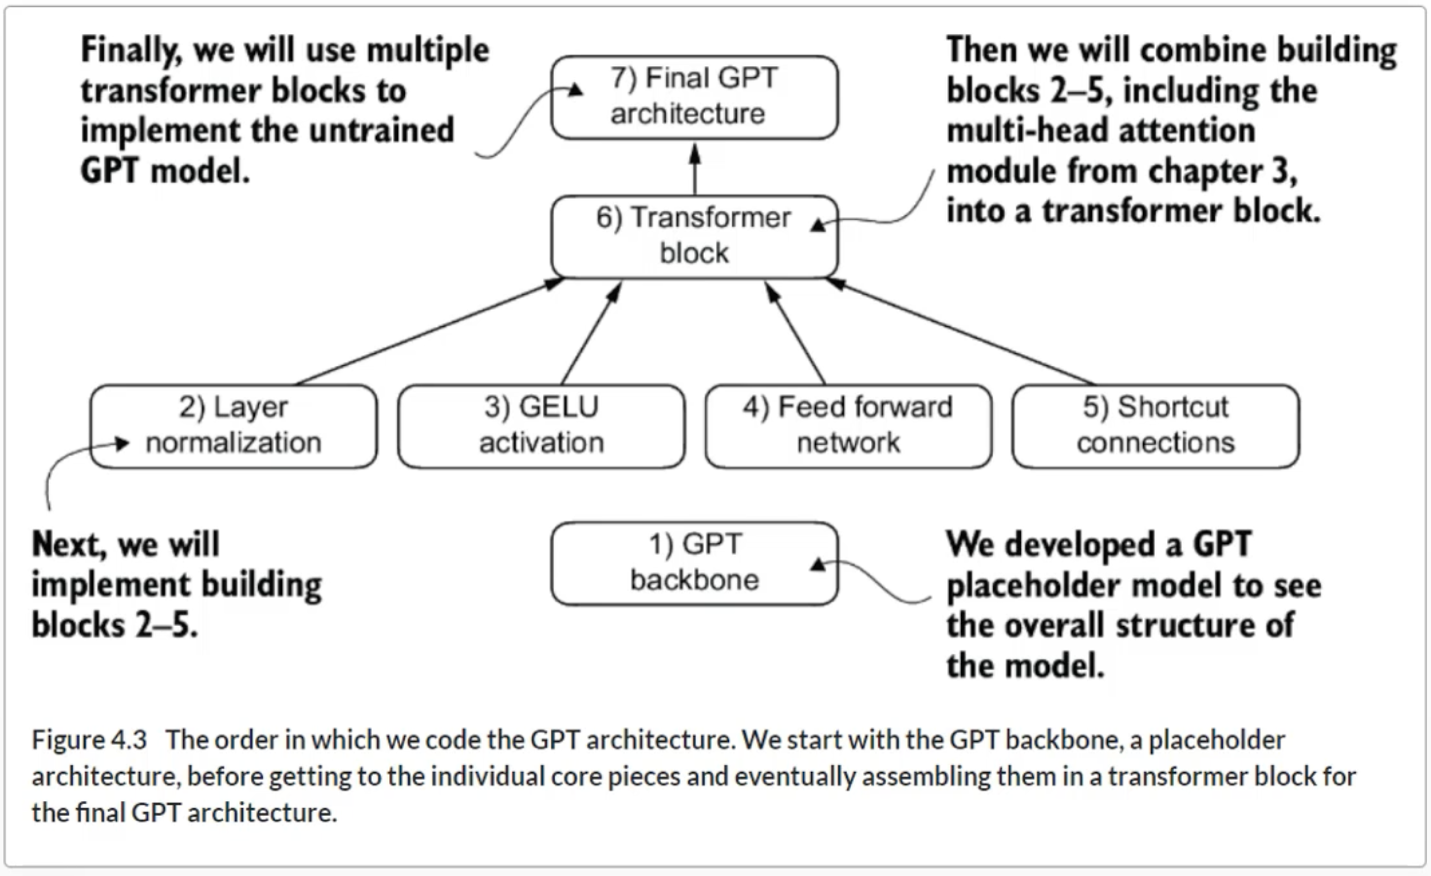 Finally, we will use multiple
transformer blocks to
implement the untrained
GPT model.
7) Final GPT
architecture
Then we will combine building
blocks 2–5, including the
multi-head attention
module from chapter 3,
into a transformer block.
6) Transformer
block
2) Layer
normalization
3) GELU
activation
4) Feed forward
network
5) Shortcut
connections
Next, we will
implement building
blocks 2–5.
1) GPT
backbone
We developed a GPT
placeholder model to see
the overall structure of
the model.
Figure 4.3 The order in which we code the GPT architecture. We start with the GPT backbone, a placeholder
architecture, before getting to the individual core pieces and eventually assembling them in a transformer block for
the final GPT architecture.